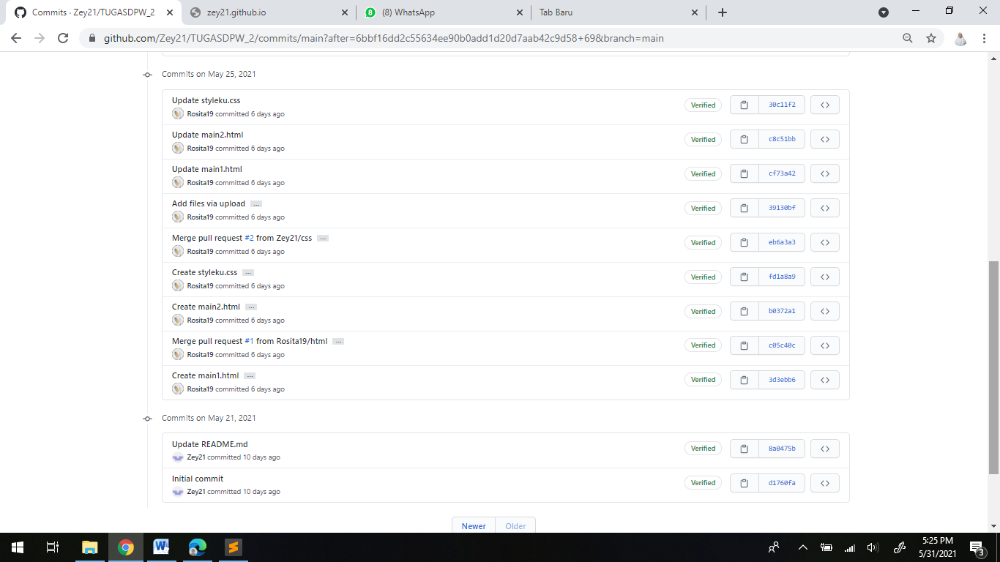 Commits · Zey21/TUGASDPW_2
zey21.github.io
8
(8) WhatsApp
Tab Baru
github.com/Zey21/TUGASDPW_2/commits/main?after=6bbf16dd2c55634ee90b0add1d20d7aab42c9d58+69&branch=main
Commits on May 25, 2021
Update styleku.css
Rosita19 committed 6 days ago
Verified
30c11f2
Update main2.html
Rosita19 committed 6 days ago
Verified
c8c51bb
Update main1.html
Rosita19 committed 6 days ago
Verified
cf73a42
Add files via upload …
Rosita19 committed 6 days ago
Verified
39130bf
Merge pull request #2 from Zey21/css …
Rosita19 committed 6 days ago
Verified
eb6a3a3
Create styleku.css …
Rosita19 committed 6 days ago
Verified
fd1a8a9
Create main2.html …
Rosita19 committed 6 days ago
Verified
b0372a1
Merge pull request #1 from Rosita19/html …
Rosita19 committed 6 days ago
Verified
c05c40c
Create main1.html …
Rosita19 committed 6 days ago
Verified
3d3ebb6
Commits on May 21, 2021
Update README.md
Zey21 committed 10 days ago
Verified
8a0475b
Initial commit
Zey21 committed 10 days ago
Verified
d1760fa
Newer
Older
5:25 PM
5/31/2021
3